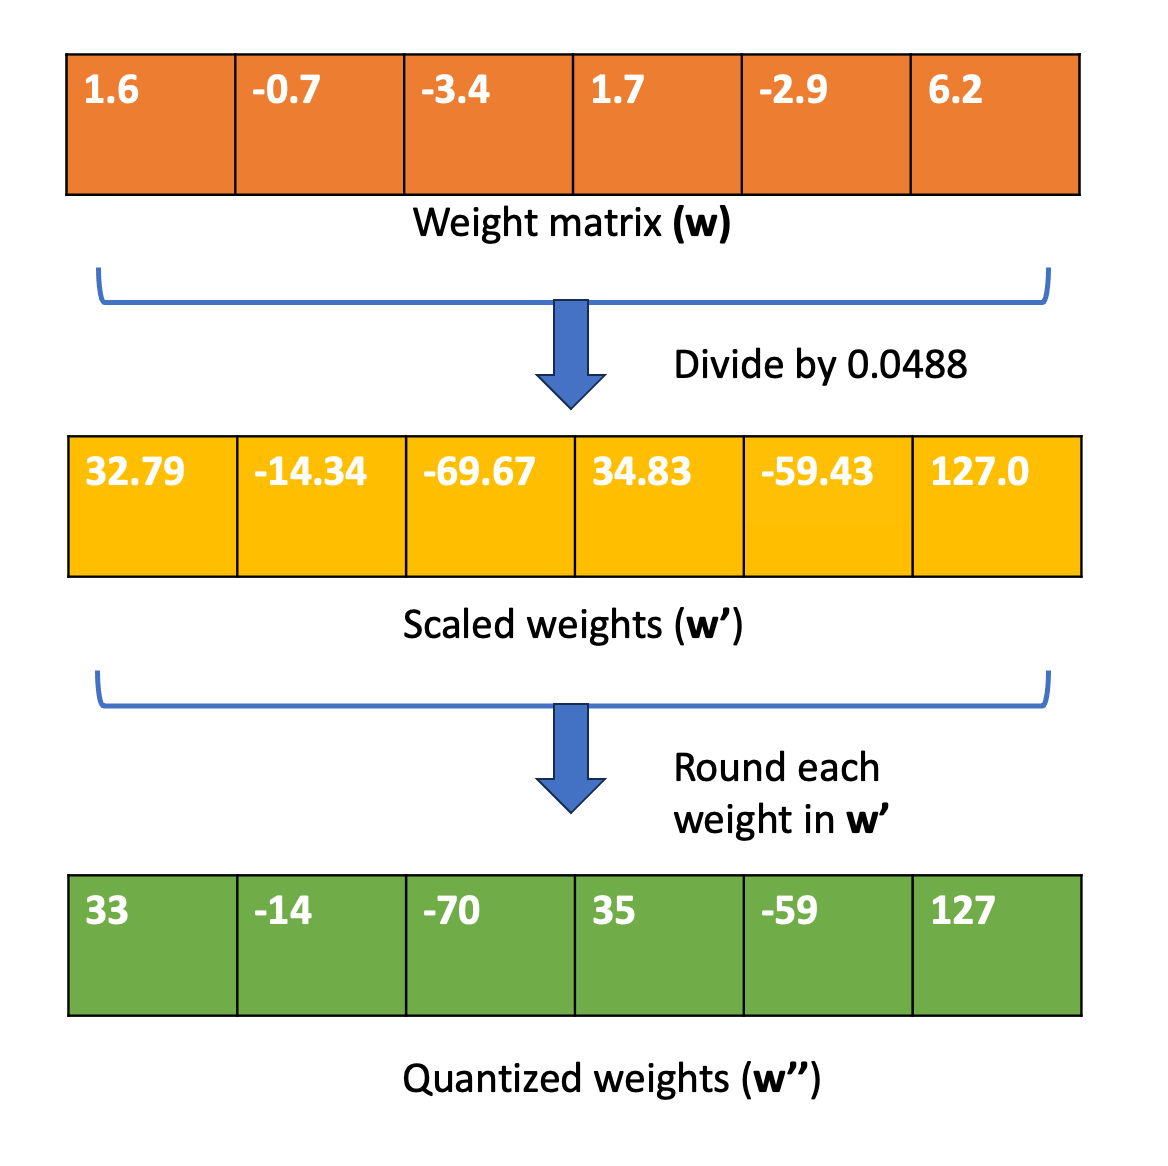 1.6 -0.7 -3.4 1.7 -2.9 6.2
Weight matrix (w)
Divide by 0.0488
32.79 -14.34 -69.67 34.83 -59.43 127.0
Scaled weights (w’)
Round each
weight in w’
33 -14 -70 35 -59 127
Quantized weights (w’’)